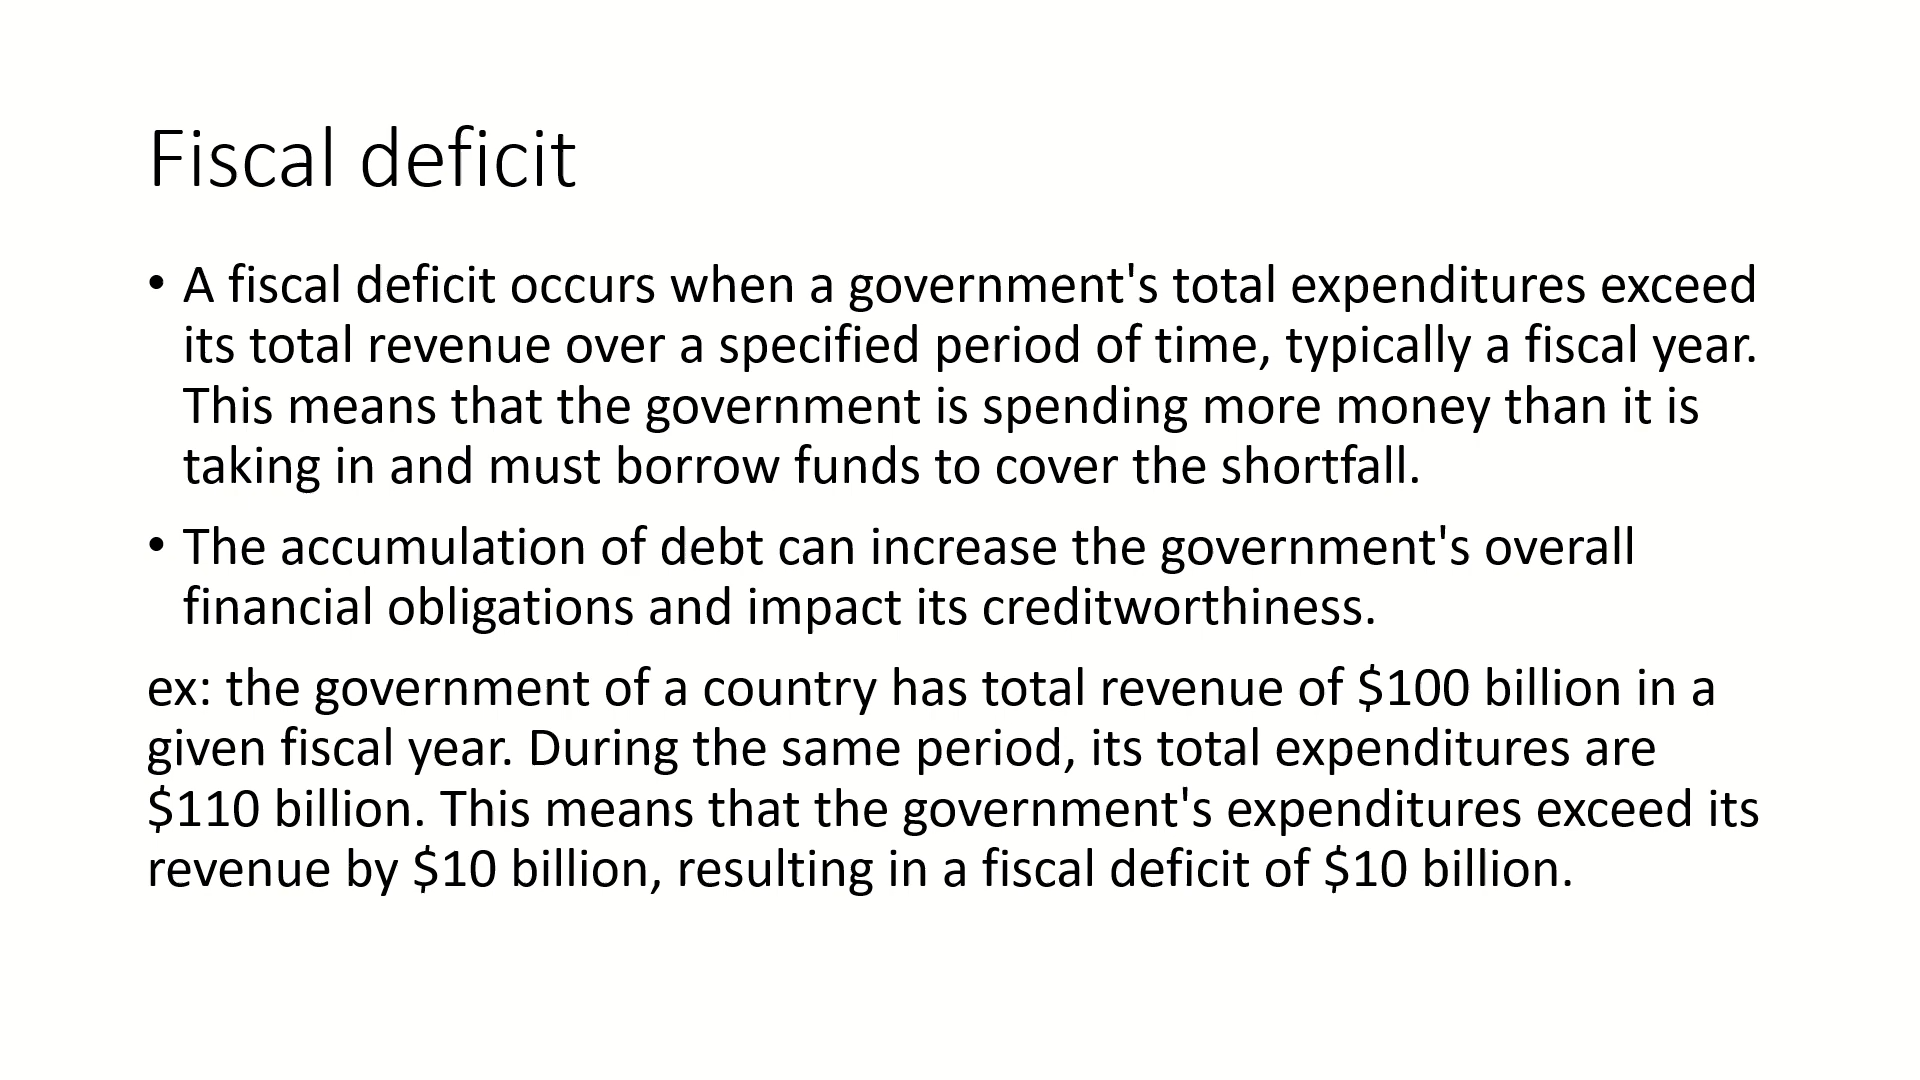 Fiscal deficit
• A fiscal deficit occurs when a government's total expenditures exceed
its total revenue over a specified period of time, typically a fiscal year.
This means that the government is spending more money than it is
taking in and must borrow funds to cover the shortfall.
• The accumulation of debt can increase the government's overall
financial obligations and impact its creditworthiness.
ex: the government of a country has total revenue of $100 billion in a
given fiscal year. During the same period, its total expenditures are
$110 billion. This means that the government's expenditures exceed its
revenue by $10 billion, resulting in a fiscal deficit of $10 billion.